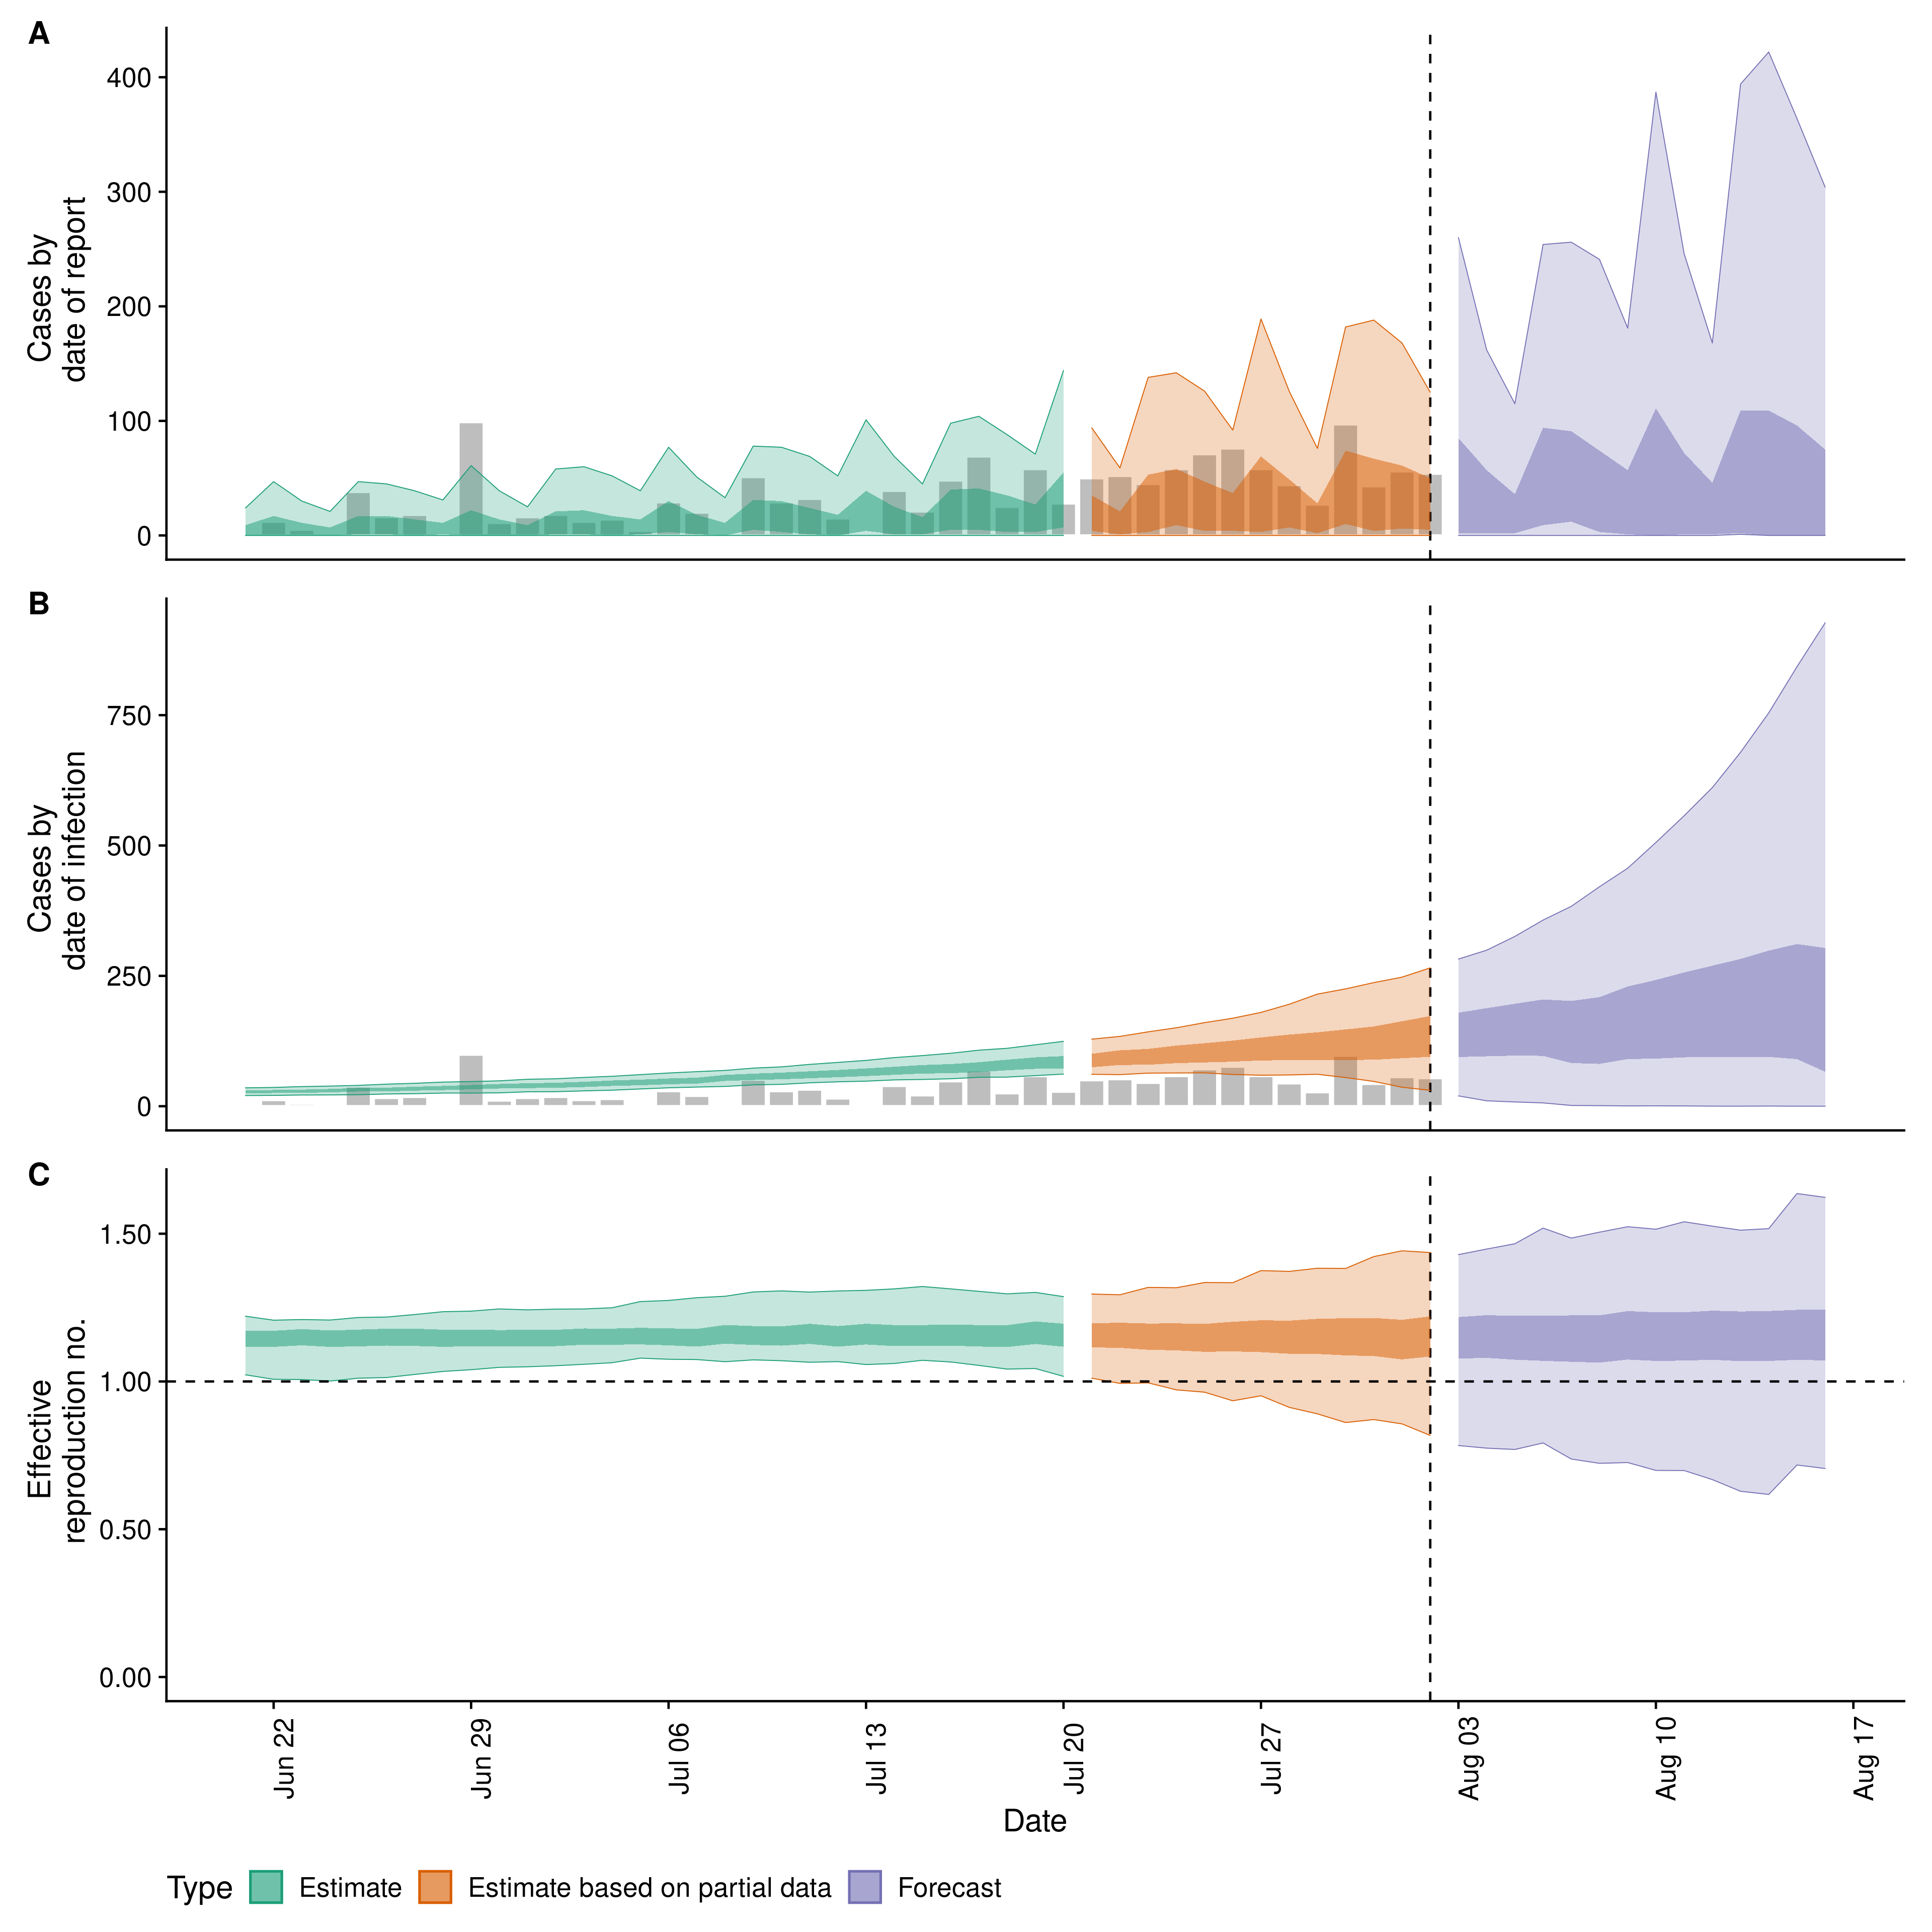 A
Cases by
date of report
400
300
200
100
0
B
Cases by
date of infection
750
500
250
0
C
Effective
reproduction no.
1.50
1.00
0.50
0.00
Jun 22
Jun 29
Jul 06
Jul 13
Jul 20
Jul 27
Aug 03
Aug 10
Aug 17
Date
Type Estimate Estimate based on partial data Forecast